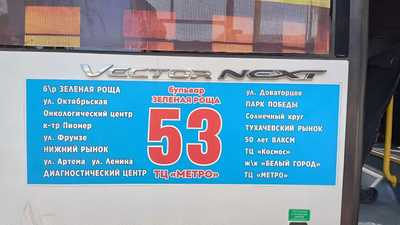 VECTOR NEXT
б/р ЗЕЛЕНАЯ РОЩА
ул. Октябрьская
Онкологический центр
к-тр Пионер
ул. Фрунзе
НИЖНИЙ РЫНОК
ул. Артема ул. Ленина
ДИАГНОСТИЧЕСКИЙ ЦЕНТР
бульвар
ЗЕЛЕНАЯ РОЩА
53
ТЦ «МЕТРО»
ул. Доваторцев
ПАРК ПОБЕДЫ
Солнечный круг
ТУХАЧЕВСКИЙ РЫНОК
50 лет ВЛКСМ
ТЦ «Космос»
ж\к «БЕЛЫЙ ГОРОД»
ТЦ «МЕТРО»